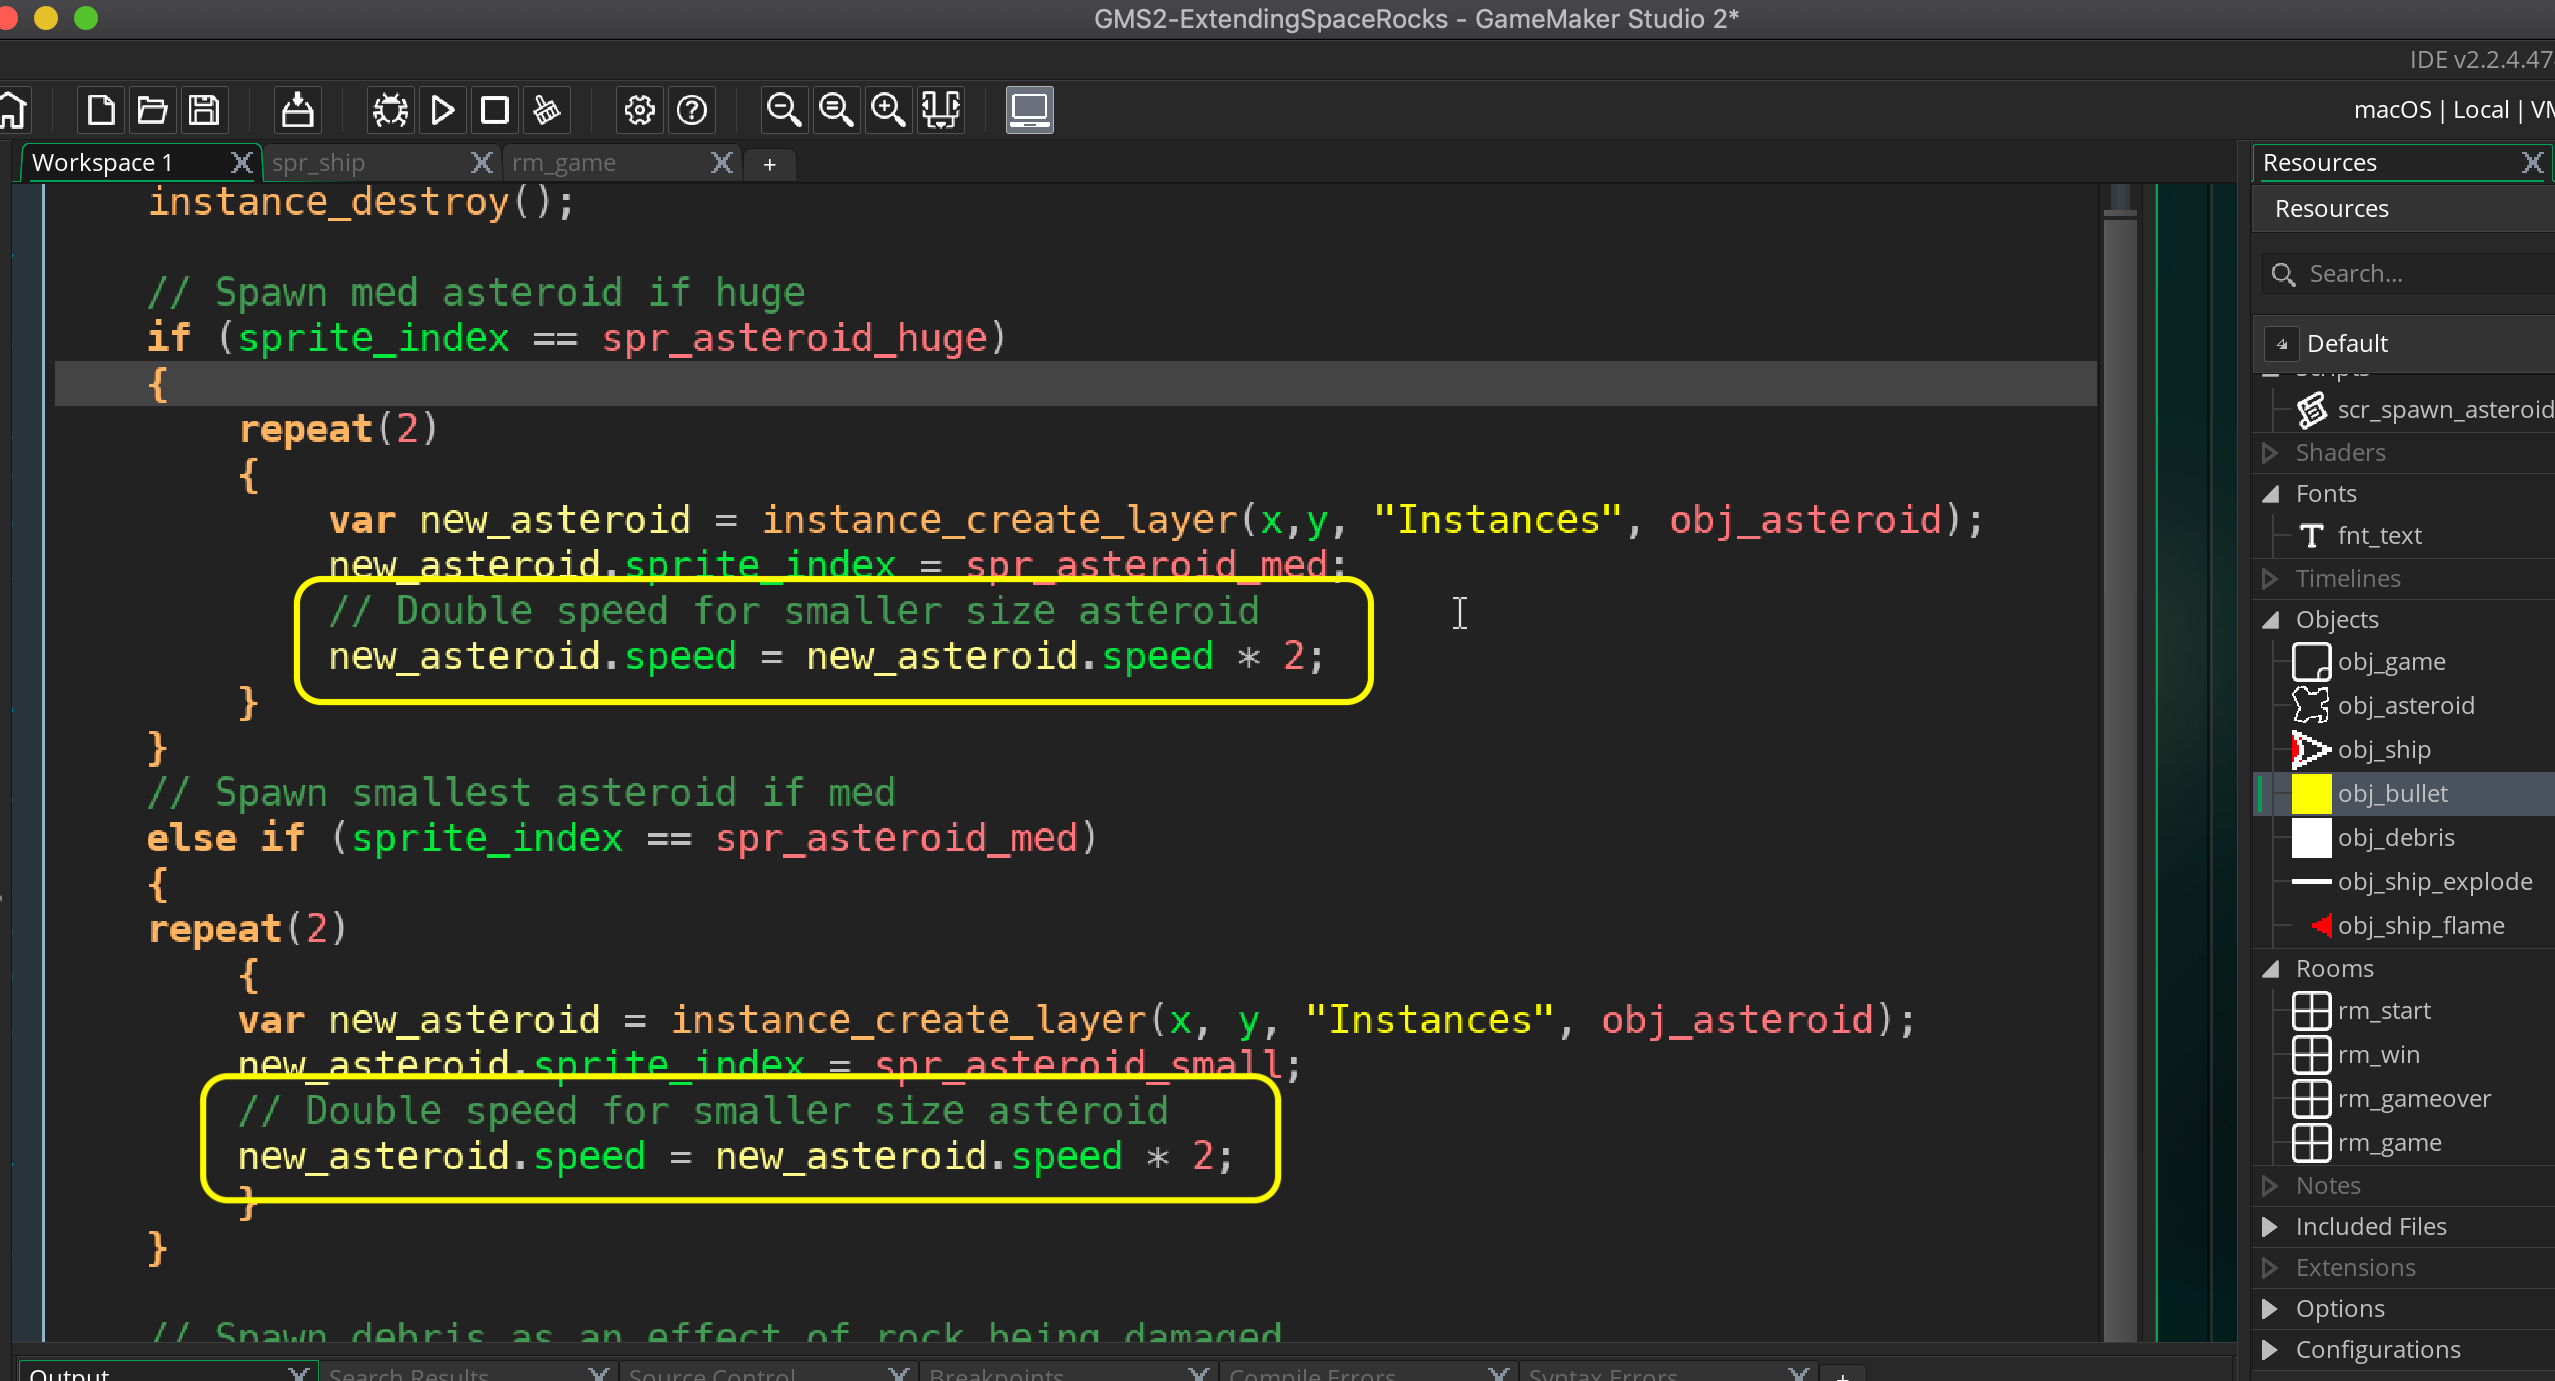 GMS2-ExtendingSpaceRocks - GameMaker Studio 2*
IDE v2.2.4.47
macOS | Local | VM
Workspace 1
spr_ship
rm_game
+
instance_destroy();
// Spawn med asteroid if huge
if (sprite_index == spr_asteroid_huge)
{
repeat(2)
{
var new_asteroid = instance_create_layer(x,y, "Instances", obj_asteroid);
new_asteroid.sprite_index = spr_asteroid_med;
// Double speed for smaller size asteroid
new_asteroid.speed = new_asteroid.speed * 2;
}
}
// Spawn smallest asteroid if med
else if (sprite_index == spr_asteroid_med)
{
repeat(2)
{
var new_asteroid = instance_create_layer(x, y, "Instances", obj_asteroid);
new_asteroid.sprite_index = spr_asteroid_small;
// Double speed for smaller size asteroid
new_asteroid.speed = new_asteroid.speed * 2;
}
}
// Spawn debris as an effect of rock being damaged
Output
Search Results
Source Control
Breakpoints
Compile Errors
Syntax Errors
+
Resources
Resources
Search...
Default
Scripts
scr_spawn_asteroid
Shaders
Fonts
fnt_text
Timelines
Objects
obj_game
obj_asteroid
obj_ship
obj_bullet
obj_debris
obj_ship_explode
obj_ship_flame
Rooms
rm_start
rm_win
rm_gameover
rm_game
Notes
Included Files
Extensions
Options
Configurations